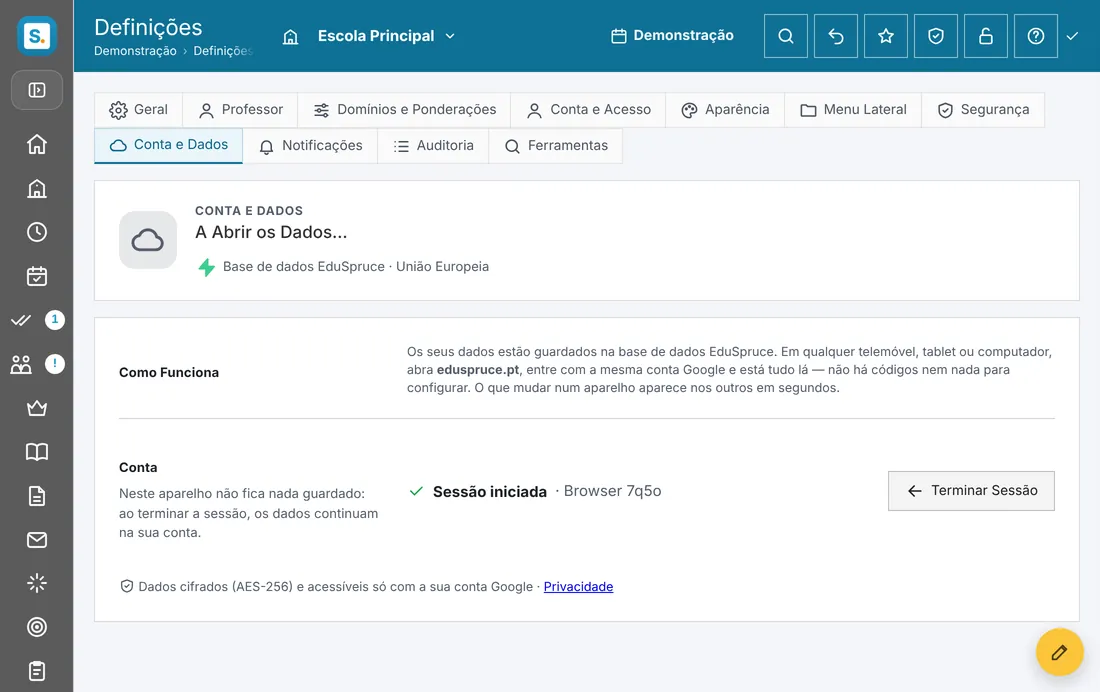 S.
Definições
Demonstração › Definições
Escola Principal
Demonstração
Geral
Professor
Domínios e Ponderações
Conta e Acesso
Aparência
Menu Lateral
Segurança
Conta e Dados
Notificações
Auditoria
Ferramentas
1
!
CONTA E DADOS
A Abrir os Dados...
Base de dados EduSpruce · União Europeia
Como Funciona
Os seus dados estão guardados na base de dados EduSpruce. Em qualquer telemóvel, tablet ou computador,
abra eduspruce.pt, entre com a mesma conta Google e está tudo lá — não há códigos nem nada para
configurar. O que mudar num aparelho aparece nos outros em segundos.
Conta
Neste aparelho não fica nada guardado:
ao terminar a sessão, os dados continuam
na sua conta.
Sessão iniciada · Browser 7q5o
Terminar Sessão
Dados cifrados (AES-256) e acessíveis só com a sua conta Google · Privacidade